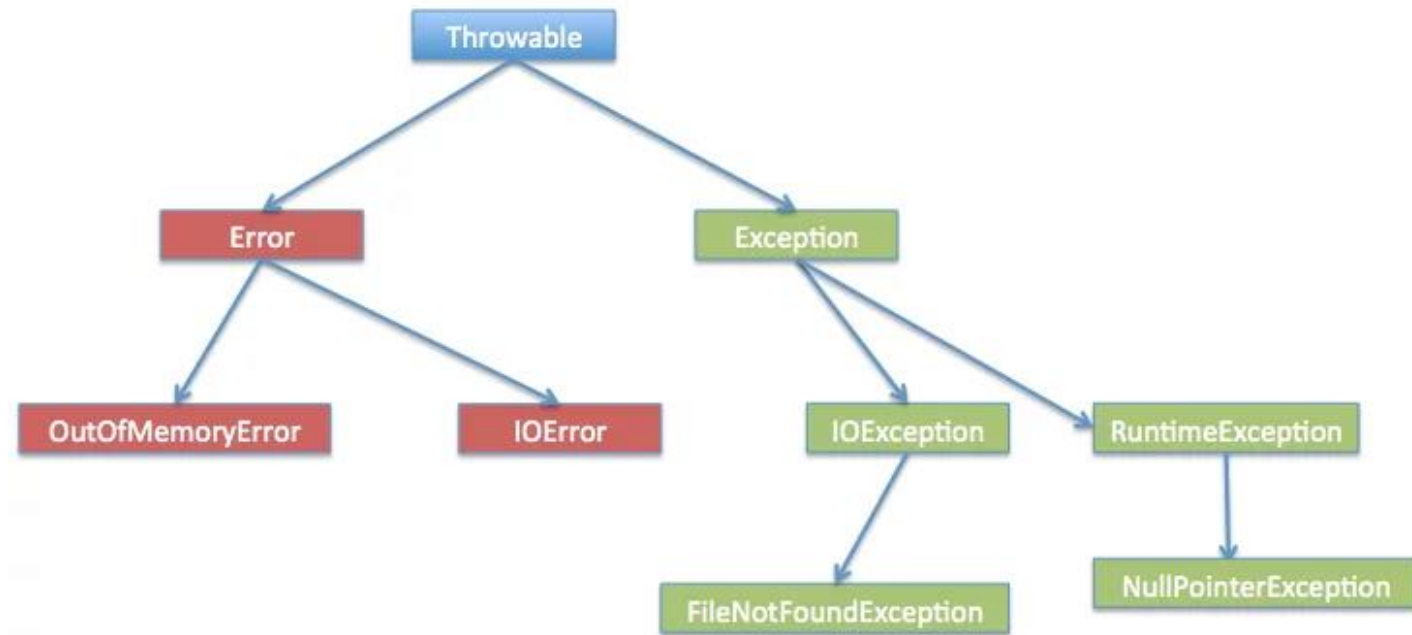 Throwable
Error
Exception
OutOfMemoryError
IOError
IOException
RuntimeException
FileNotFoundException
NullPointerException